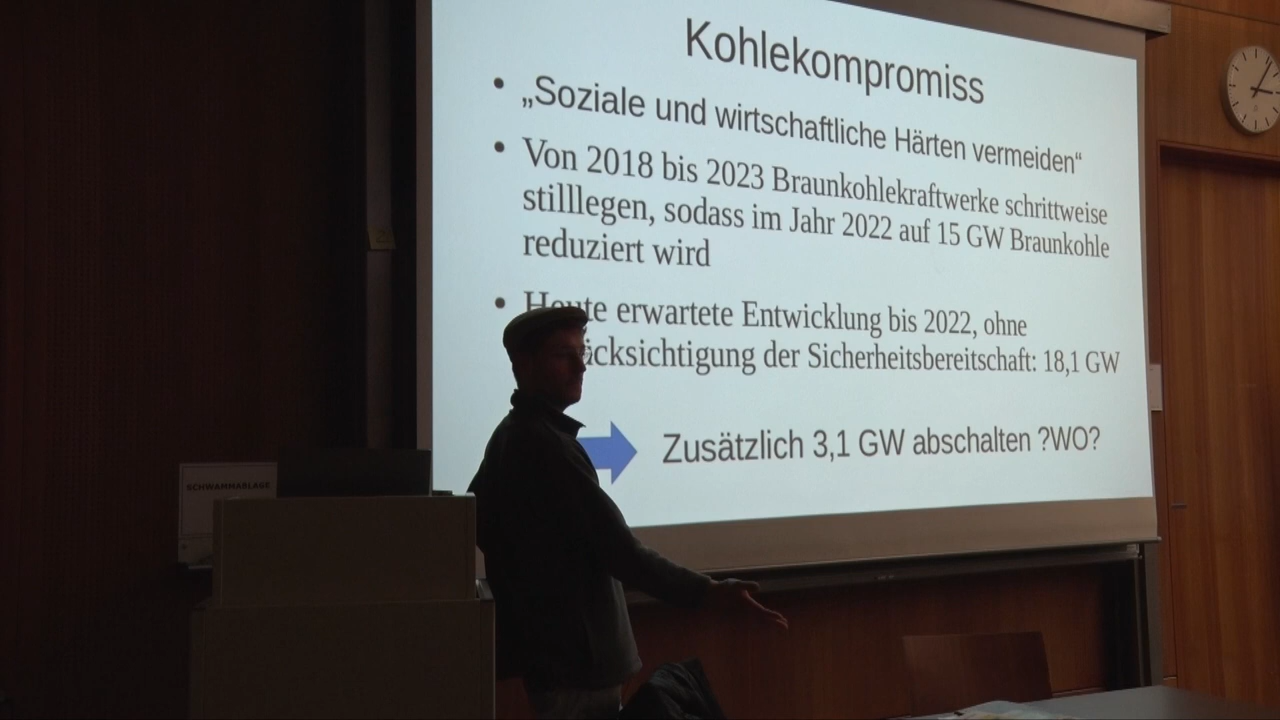 Kohlekompromiss
• „Soziale und wirtschaftliche Härten vermeiden“
• Von 2018 bis 2023 Braunkohlekraftwerke schrittweise
stilllegen, sodass im Jahr 2022 auf 15 GW Braunkohle
reduziert wird
• Heute erwartete Entwicklung bis 2022, ohne
ücksichtigung der Sicherheitsbereitschaft: 18,1 GW
Zusätzlich 3,1 GW abschalten ?WO?
SCHWAMMABLAGE